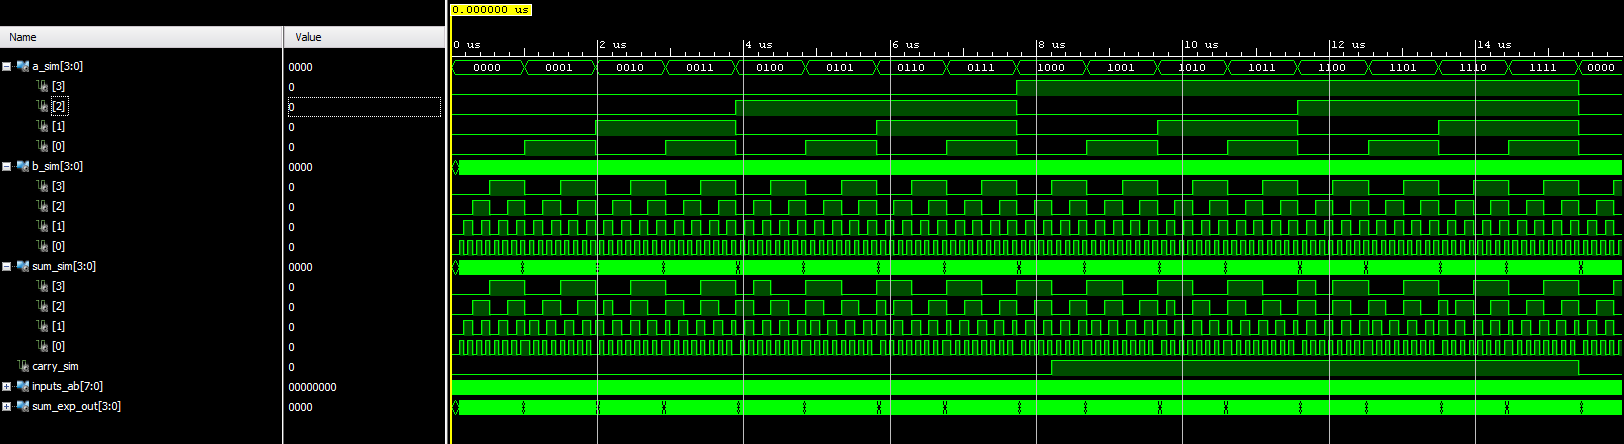 0.000000 us
Name Value
0 us 2 us 4 us 6 us 8 us 10 us 12 us 14 us
a_sim[3:0] 0000 0000 0001 0010 0011 0100 0101 0110 0111 1000 1001 1010 1011 1100 1101 1110 1111 0000
[3] 0
[2] 0
[1] 0
[0] 0
b_sim[3:0] 0000
[3] 0
[2] 0
[1] 0
[0] 0
sum_sim[3:0] 0000
[3] 0
[2] 0
[1] 0
[0] 0
carry_sim 0
inputs_ab[7:0] 00000000
sum_exp_out[3:0] 0000